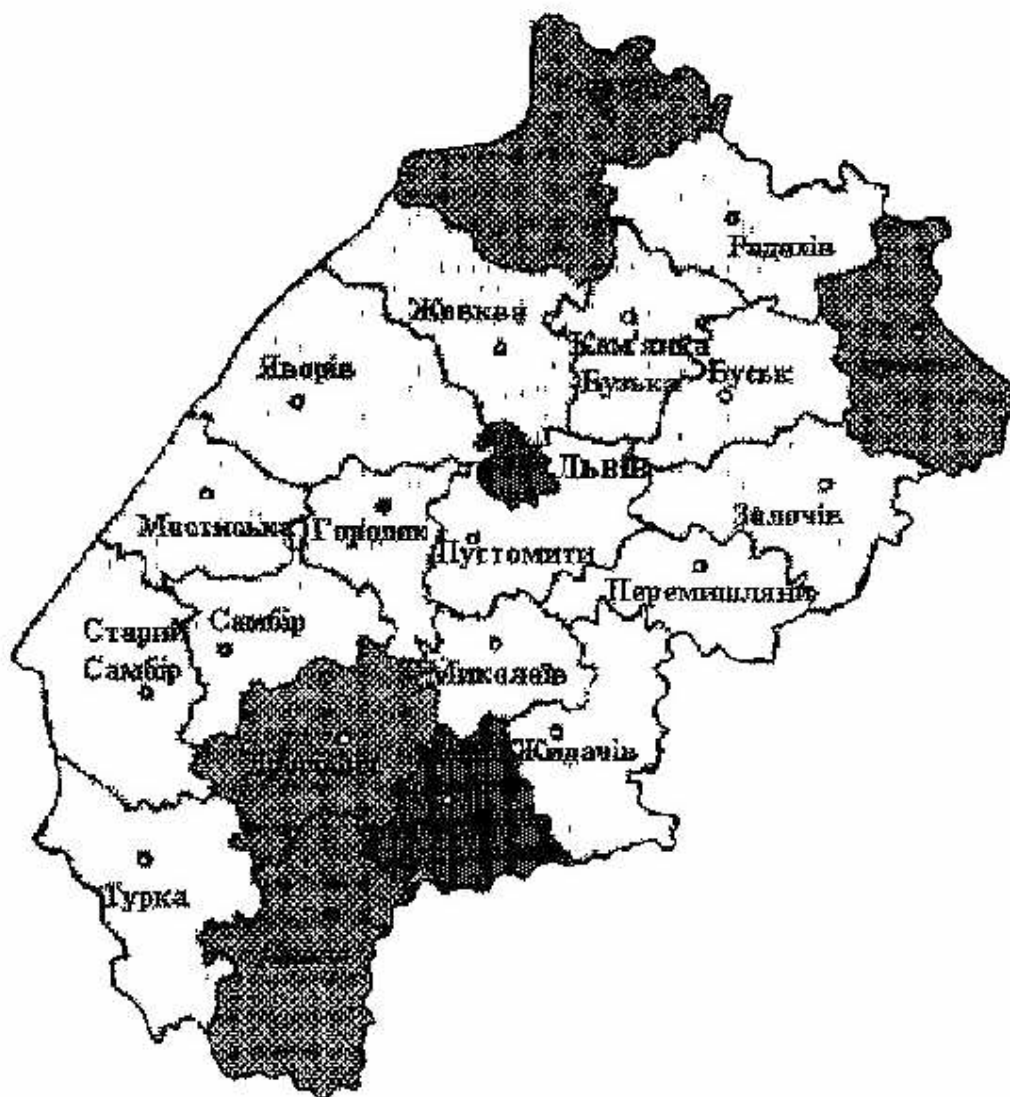 Радехів
Жовква
Кам'янка
Бузька
Буськ
Яворів
Львів
Мостиська
Городок
Пустомити
Золочів
Перемишляни
Старий
Самбір
Самбір
Миколаїв
Жидачів
Турка